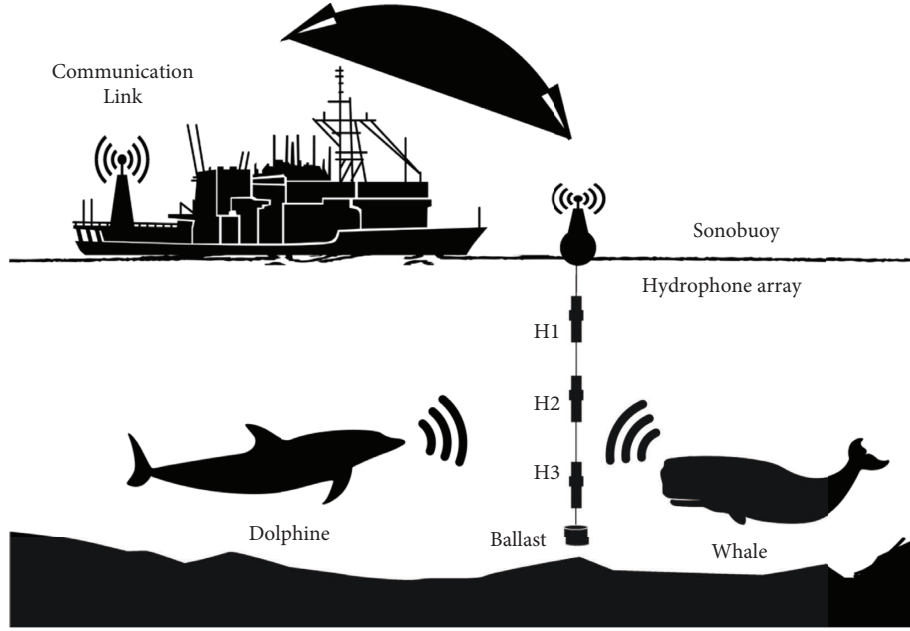 Communication
Link
Sonobuoy
Hydrophone array
H1
H2
H3
Dolphine
Ballast
Whale